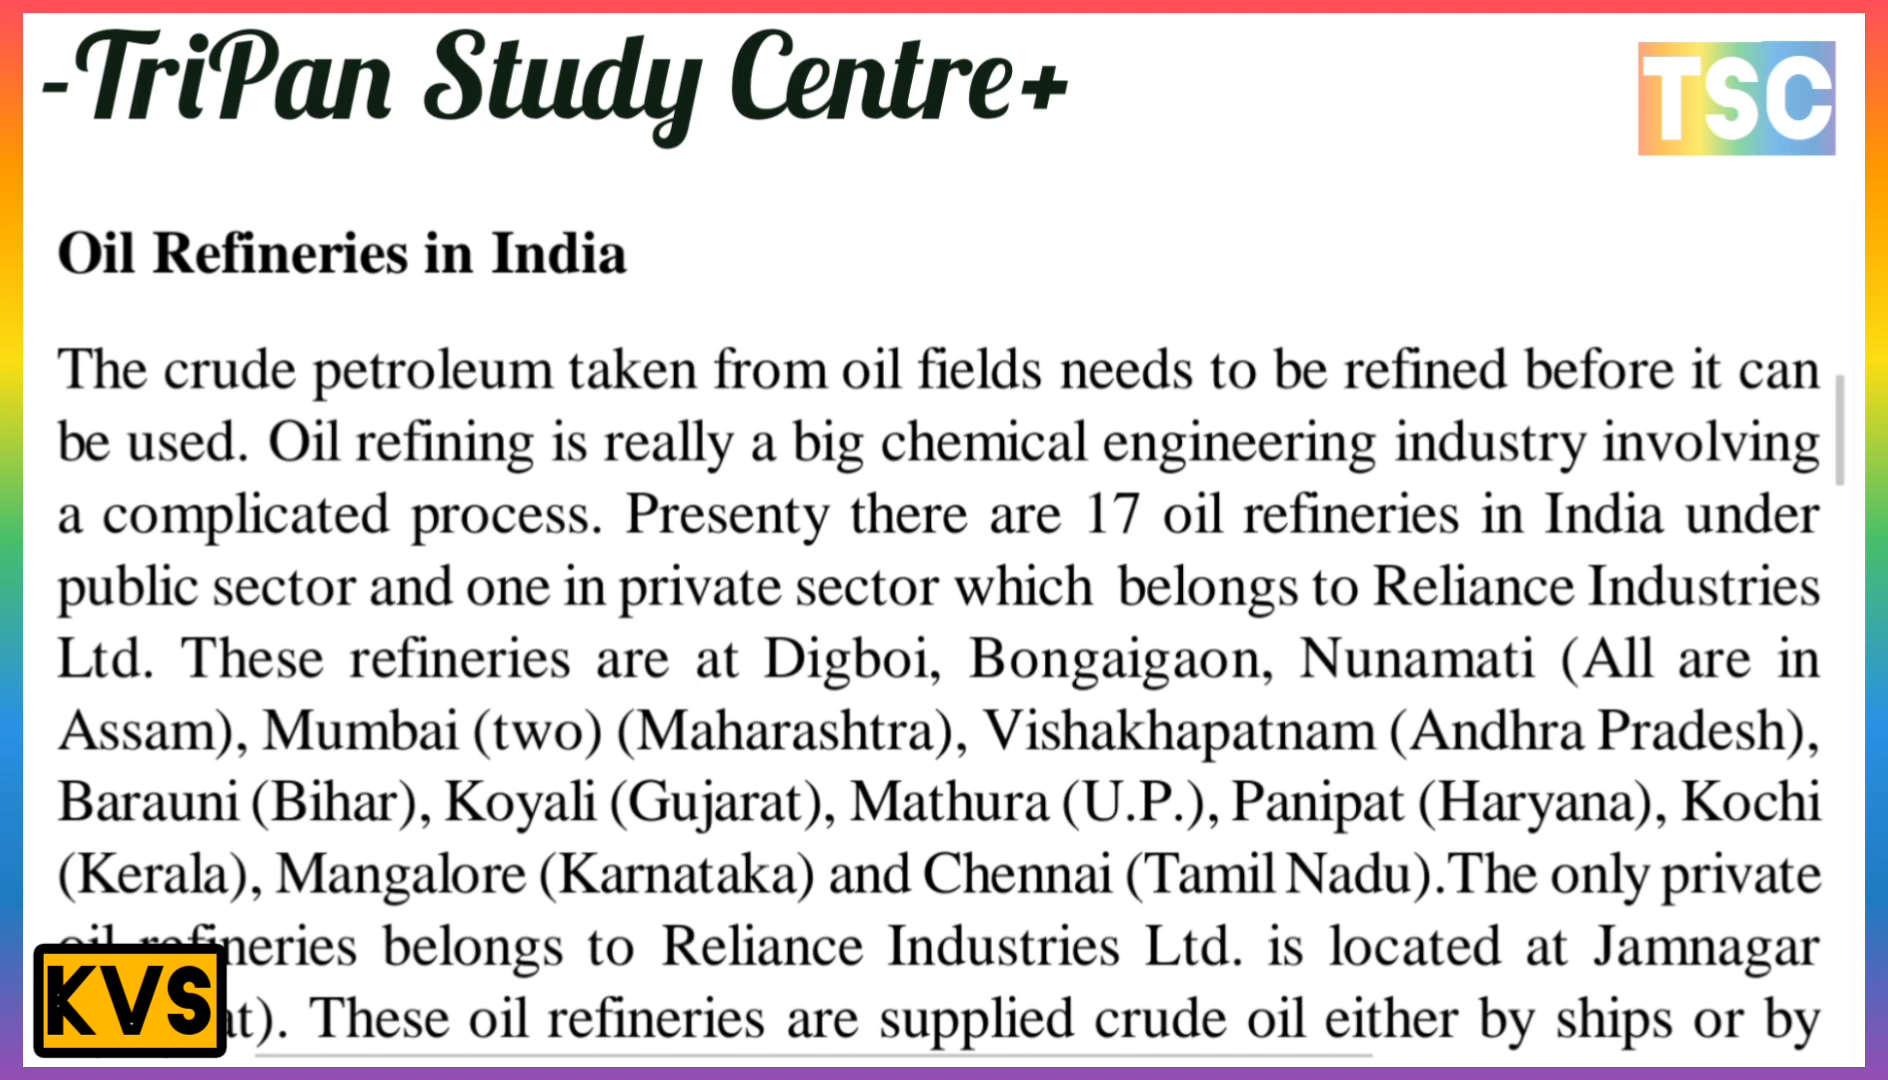 -TriPan Study Centre+
TSC
Oil Refineries in India
The crude petroleum taken from oil fields needs to be refined before it can
be used. Oil refining is really a big chemical engineering industry involving
a complicated process. Presenty there are 17 oil refineries in India under
public sector and one in private sector which belongs to Reliance Industries
Ltd. These refineries are at Digboi, Bongaigaon, Nunamati (All are in
Assam), Mumbai (two) (Maharashtra), Vishakhapatnam (Andhra Pradesh),
Barauni (Bihar), Koyali (Gujarat), Mathura (U.P.), Panipat (Haryana), Kochi
(Kerala), Mangalore (Karnataka) and Chennai (Tamil Nadu).The only private
oil refineries belongs to Reliance Industries Ltd. is located at Jamnagar
at). These oil refineries are supplied crude oil either by ships or by
KVS